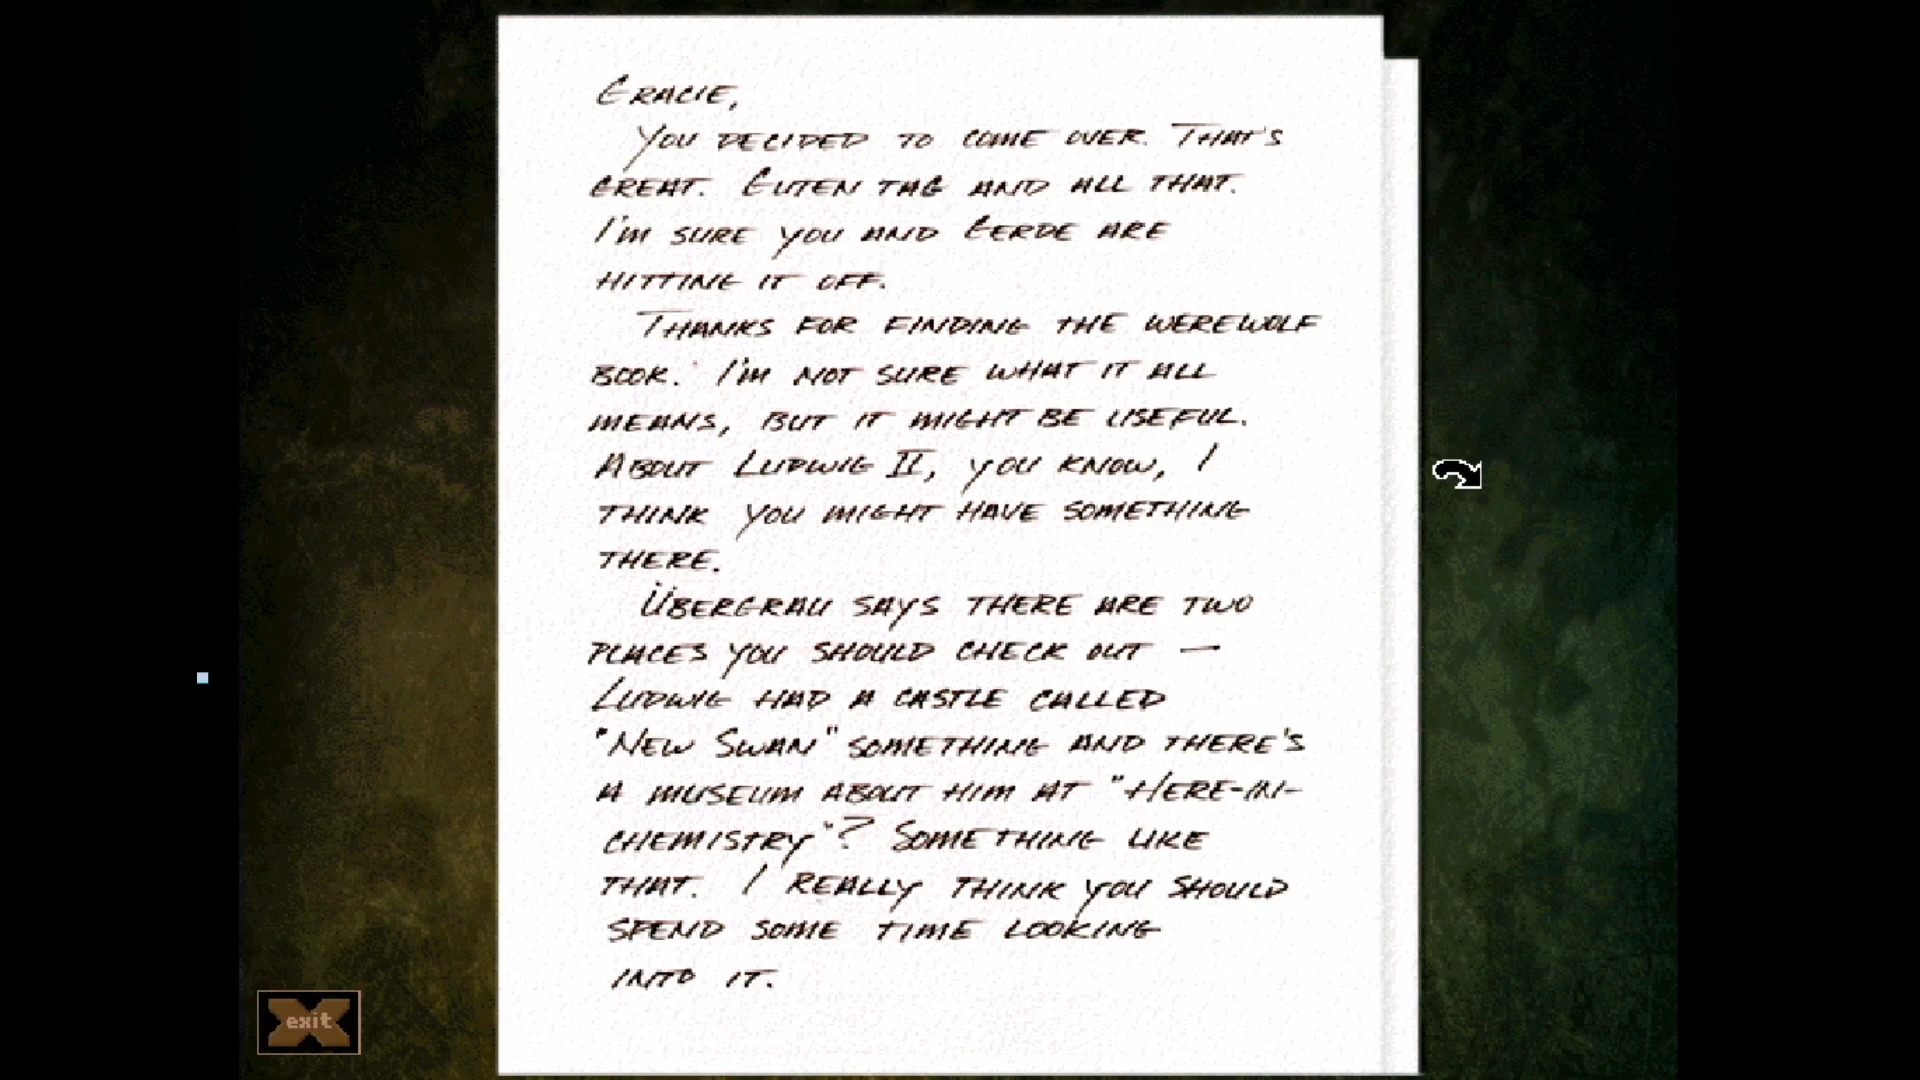 GRACIE,
YOU DECIDED TO COME OVER. THAT'S
GREAT. GUTEN TAG AND ALL THAT.
I'M SURE YOU AND GERDE ARE
HITTING IT OFF.
THANKS FOR FINDING THE WEREWOLF
BOOK. I'M NOT SURE WHAT IT ALL
MEANS, BUT IT MIGHT BE USEFUL.
ABOUT LUDWIG II, YOU KNOW, I
THINK YOU MIGHT HAVE SOMETHING
THERE.
ÜBERGRAU SAYS THERE ARE TWO
PLACES YOU SHOULD CHECK OUT —
LUDWIG HAD A CASTLE CALLED
"NEW SWAN" SOMETHING AND THERE'S
A MUSEUM ABOUT HIM AT "HERE-IN-
CHEMISTRY"? SOMETHING LIKE
THAT. I REALLY THINK YOU SHOULD
SPEND SOME TIME LOOKING
INTO IT.
exit